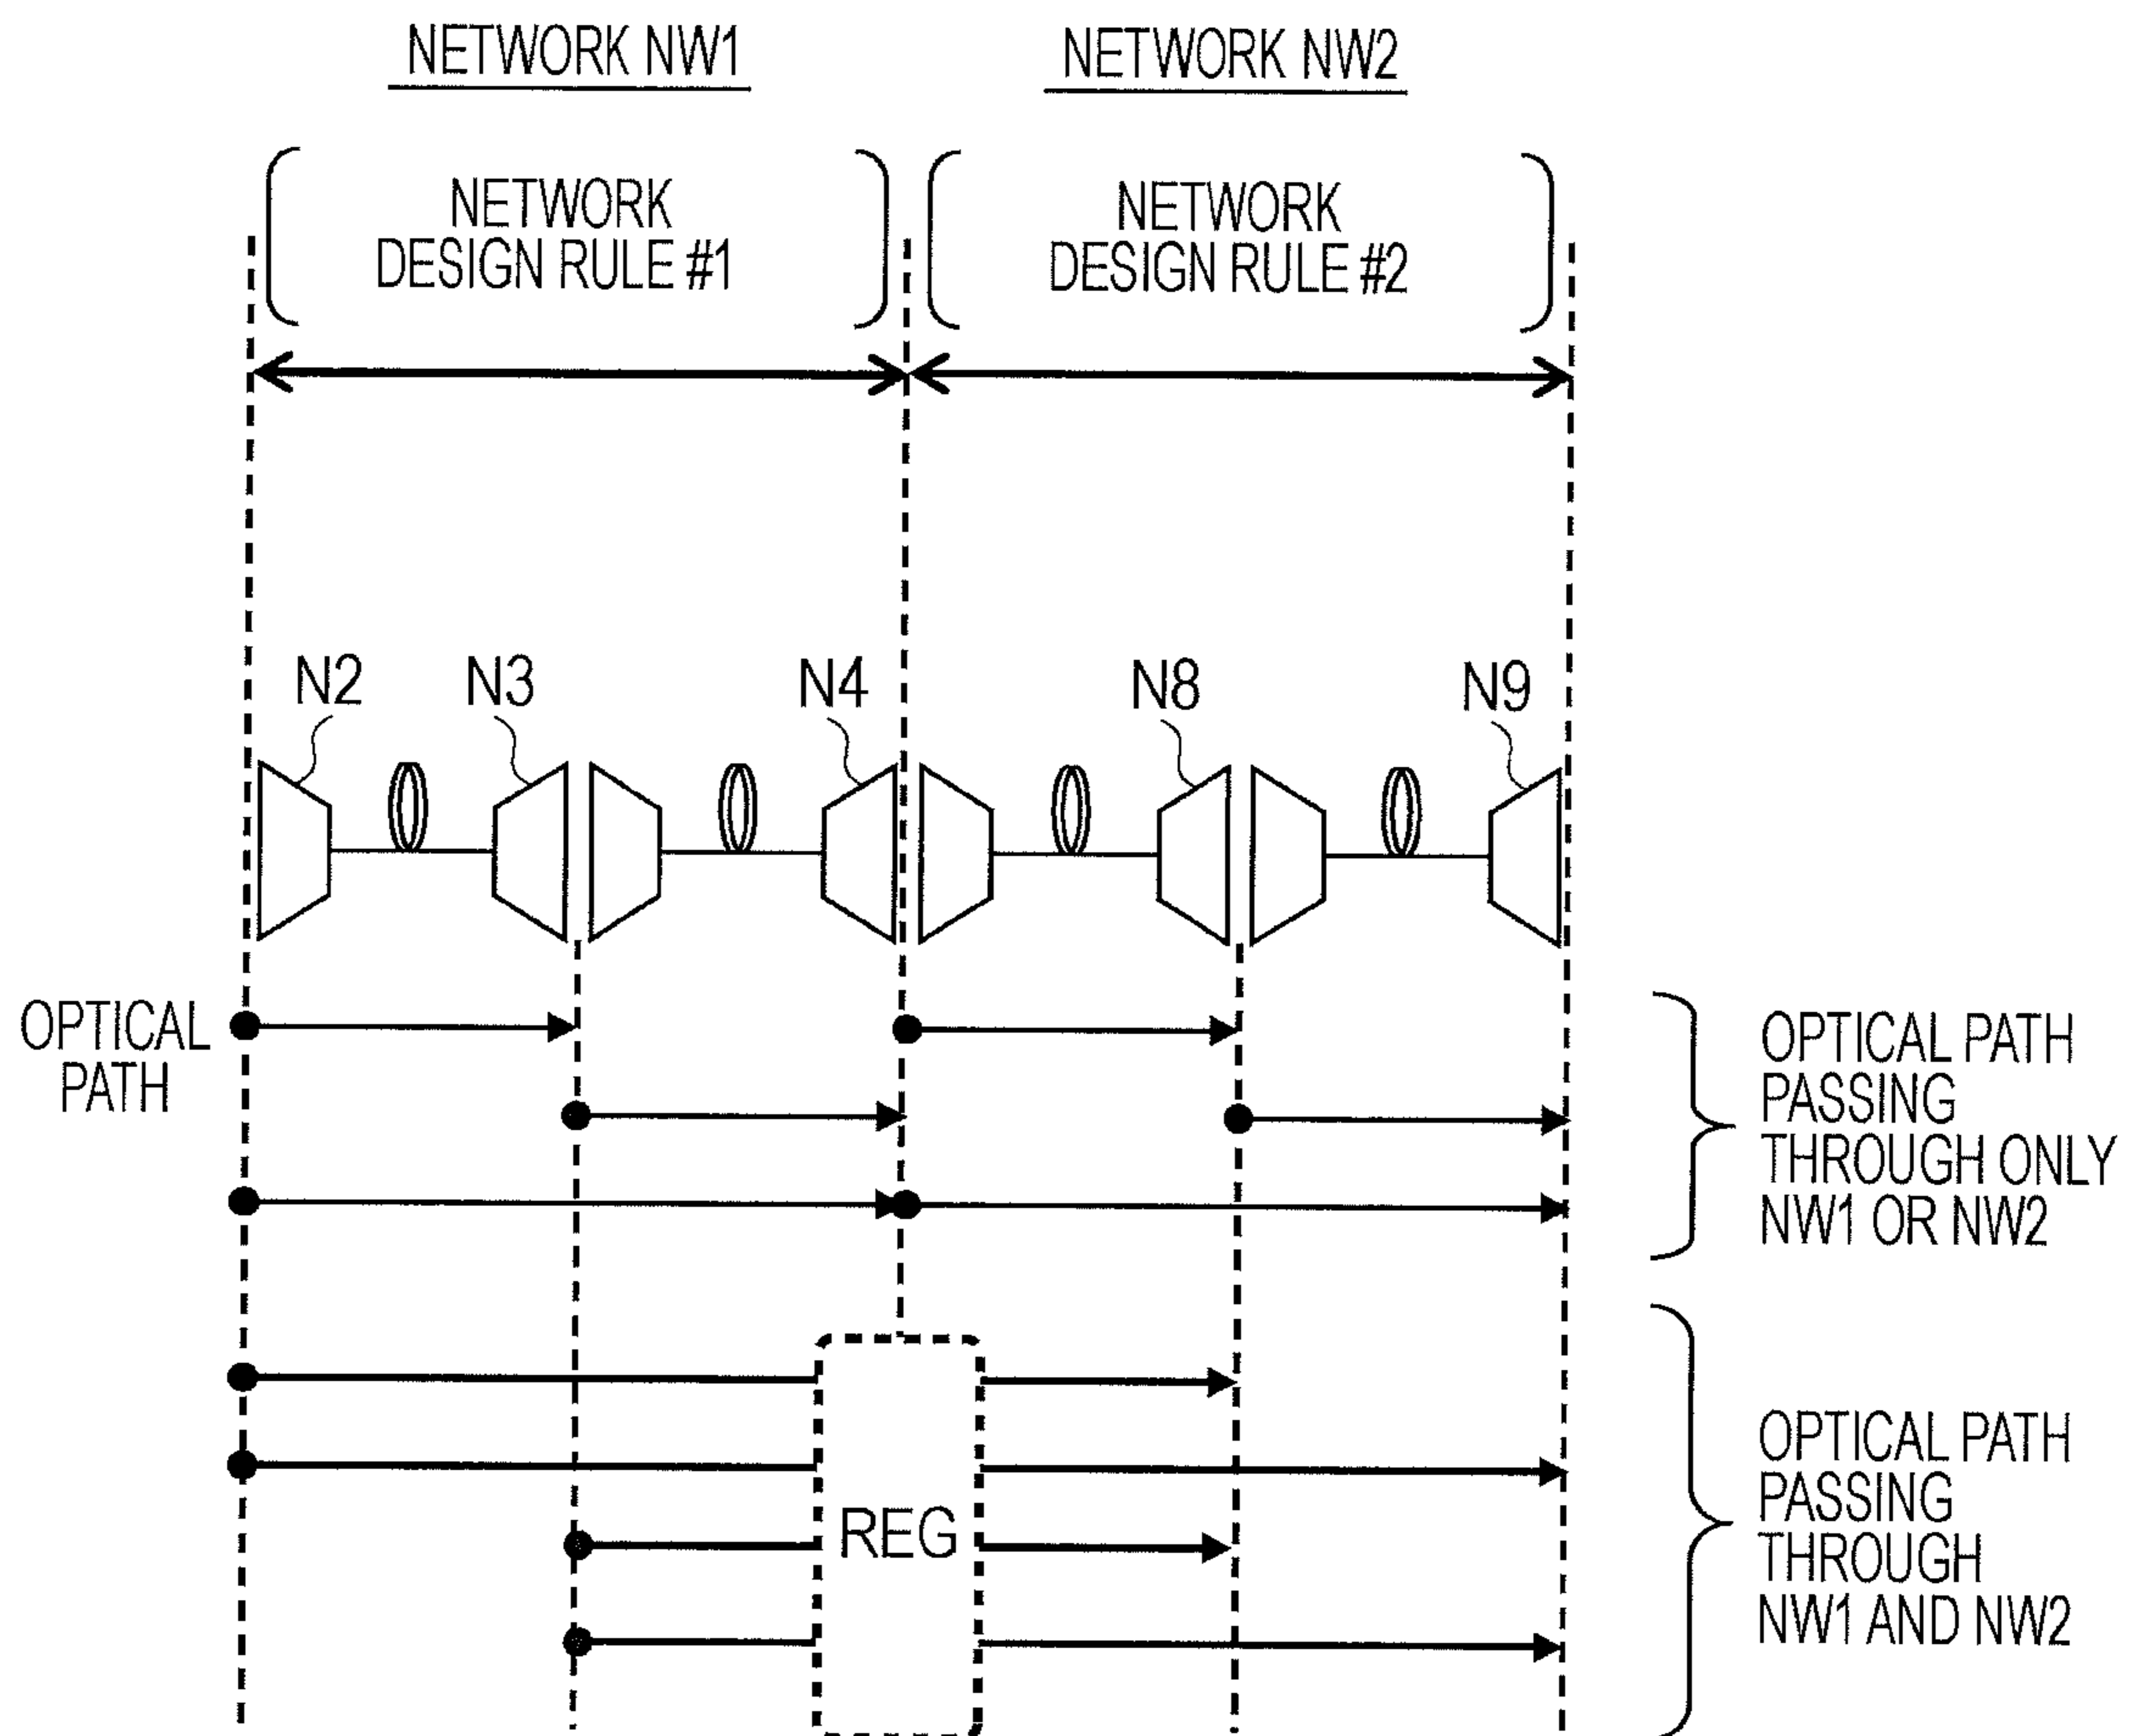 NETWORK NW1
NETWORK NW2
NETWORK
DESIGN RULE #1
NETWORK
DESIGN RULE #2
N2
N3
N4
N8
N9
OPTICAL
PATH
OPTICAL PATH
PASSING
THROUGH ONLY
NW1 OR NW2
REG
OPTICAL PATH
PASSING
THROUGH
NW1 AND NW2